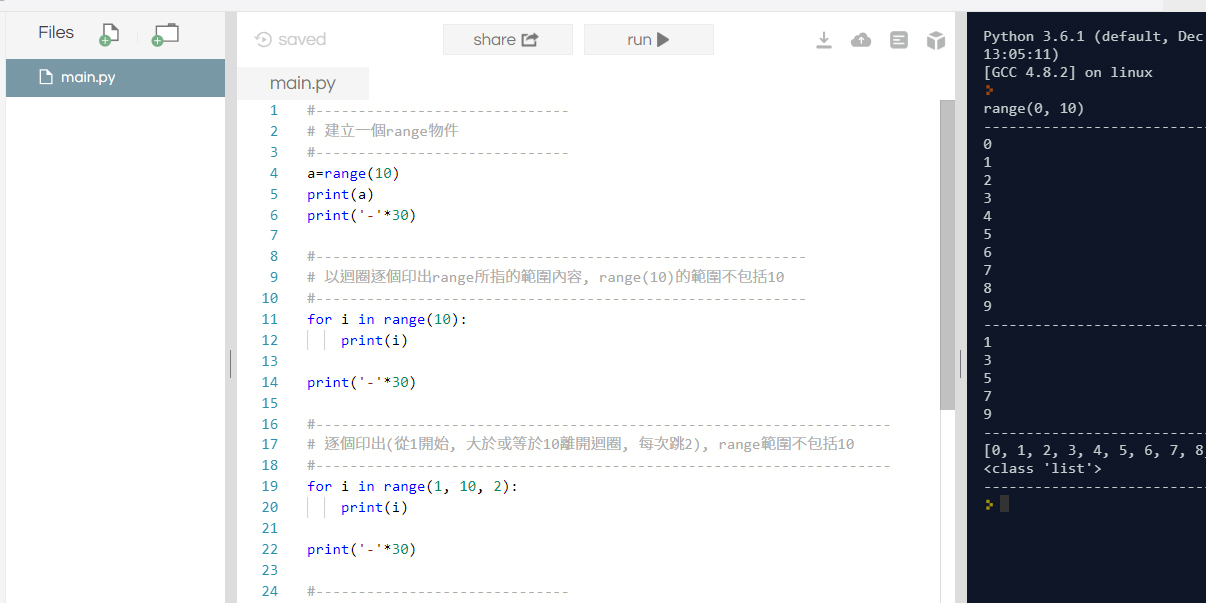 Files
main.py
saved
share
run
main.py
1 #------------------------------
2 # 建立一個range物件
3 #------------------------------
4 a=range(10)
5 print(a)
6 print('-'*30)
7
8 #----------------------------------------------------------
9 # 以迴圈逐個印出range所指的範圍內容, range(10)的範圍不包括10
10 #----------------------------------------------------------
11 for i in range(10):
12     print(i)
13
14 print('-'*30)
15
16 #--------------------------------------------------------------------
17 # 逐個印出(從1開始, 大於或等於10離開迴圈, 每次跳2), range範圍不包括10
18 #--------------------------------------------------------------------
19 for i in range(1, 10, 2):
20     print(i)
21
22 print('-'*30)
23
24 #------------------------------
Python 3.6.1 (default, Dec
13:05:11)
[GCC 4.8.2] on linux
range(0, 10)
--------------------------
0
1
2
3
4
5
6
7
8
9
--------------------------
1
3
5
7
9
--------------------------
[0, 1, 2, 3, 4, 5, 6, 7, 8,
<class 'list'>
--------------------------